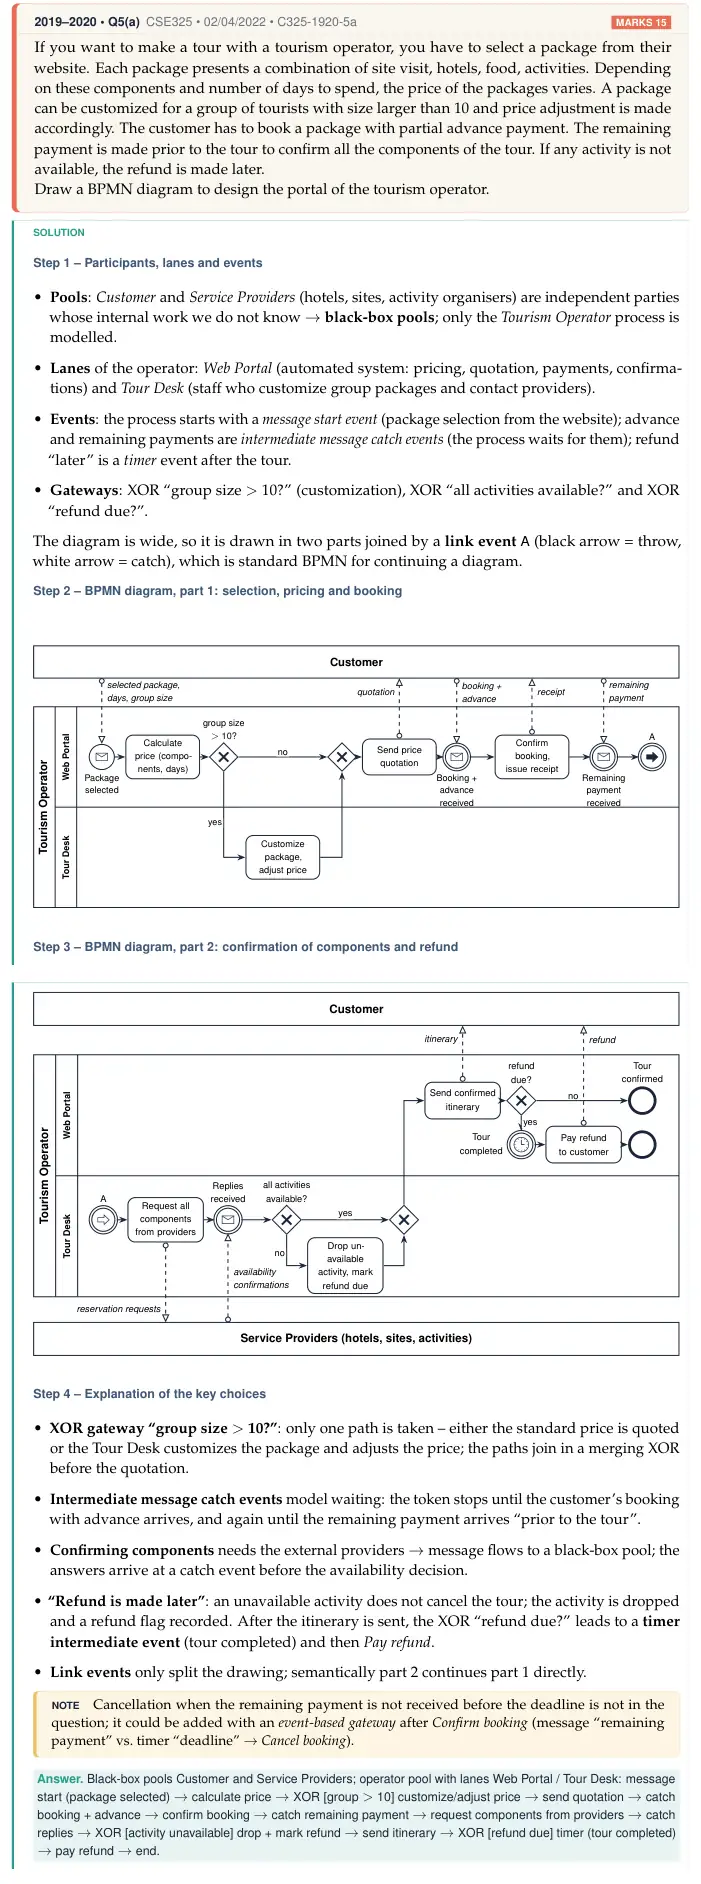 2019–2020 • Q5(a) CSE325 • 02/04/2022 • C325-1920-5a
MARKS 15
If you want to make a tour with a tourism operator, you have to select a package from their
website. Each package presents a combination of site visit, hotels, food, activities. Depending
on these components and number of days to spend, the price of the packages varies. A package
can be customized for a group of tourists with size larger than 10 and price adjustment is made
accordingly. The customer has to book a package with partial advance payment. The remaining
payment is made prior to the tour to confirm all the components of the tour. If any activity is not
available, the refund is made later.
Draw a BPMN diagram to design the portal of the tourism operator.
SOLUTION
Step 1 – Participants, lanes and events
• Pools: Customer and Service Providers (hotels, sites, activity organisers) are independent parties
whose internal work we do not know → black-box pools; only the Tourism Operator process is
modelled.
• Lanes of the operator: Web Portal (automated system: pricing, quotation, payments, confirma-
tions) and Tour Desk (staff who customize group packages and contact providers).
• Events: the process starts with a message start event (package selection from the website); advance
and remaining payments are intermediate message catch events (the process waits for them); refund
“later” is a timer event after the tour.
• Gateways: XOR “group size > 10?” (customization), XOR “all activities available?” and XOR
“refund due?”.
The diagram is wide, so it is drawn in two parts joined by a link event A (black arrow = throw,
white arrow = catch), which is standard BPMN for continuing a diagram.
Step 2 – BPMN diagram, part 1: selection, pricing and booking
Customer
selected package,
days, group size
quotation
booking +
advance
receipt
remaining
payment
Tourism Operator
Web Portal
Package
selected
Calculate
price (compo-
nents, days)
group size
> 10?
no
yes
Send price
quotation
Booking +
advance
received
Confirm
booking,
issue receipt
Remaining
payment
received
A
Tour Desk
Customize
package,
adjust price
Step 3 – BPMN diagram, part 2: confirmation of components and refund
Customer
itinerary
refund
Tourism Operator
Web Portal
Send confirmed
itinerary
refund
due?
no
Tour
confirmed
yes
Tour
completed
Pay refund
to customer
Tour Desk
A
Request all
components
from providers
Replies
received
all activities
available?
yes
no
Drop un-
available
activity, mark
refund due
availability
confirmations
reservation requests
Service Providers (hotels, sites, activities)
Step 4 – Explanation of the key choices
• XOR gateway “group size > 10?”: only one path is taken – either the standard price is quoted
or the Tour Desk customizes the package and adjusts the price; the paths join in a merging XOR
before the quotation.
• Intermediate message catch events model waiting: the token stops until the customer’s booking
with advance arrives, and again until the remaining payment arrives “prior to the tour”.
• Confirming components needs the external providers → message flows to a black-box pool; the
answers arrive at a catch event before the availability decision.
• “Refund is made later”: an unavailable activity does not cancel the tour; the activity is dropped
and a refund flag recorded. After the itinerary is sent, the XOR “refund due?” leads to a timer
intermediate event (tour completed) and then Pay refund.
• Link events only split the drawing; semantically part 2 continues part 1 directly.
NOTE Cancellation when the remaining payment is not received before the deadline is not in the
question; it could be added with an event-based gateway after Confirm booking (message “remaining
payment” vs. timer “deadline” → Cancel booking).
Answer. Black-box pools Customer and Service Providers; operator pool with lanes Web Portal / Tour Desk: message
start (package selected) → calculate price → XOR [group > 10] customize/adjust price → send quotation → catch
booking + advance → confirm booking → catch remaining payment → request components from providers → catch
replies → XOR [activity unavailable] drop + mark refund → send itinerary → XOR [refund due] timer (tour completed)
→ pay refund → end.